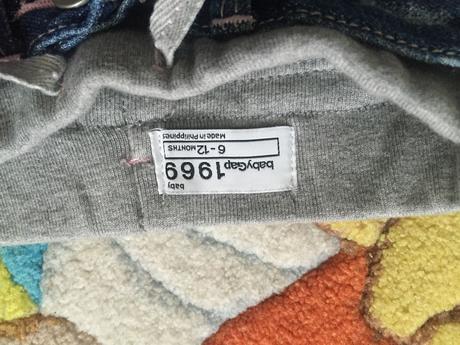 baby
babyGap 1969
6-12 MONTHS
Made in Philippines